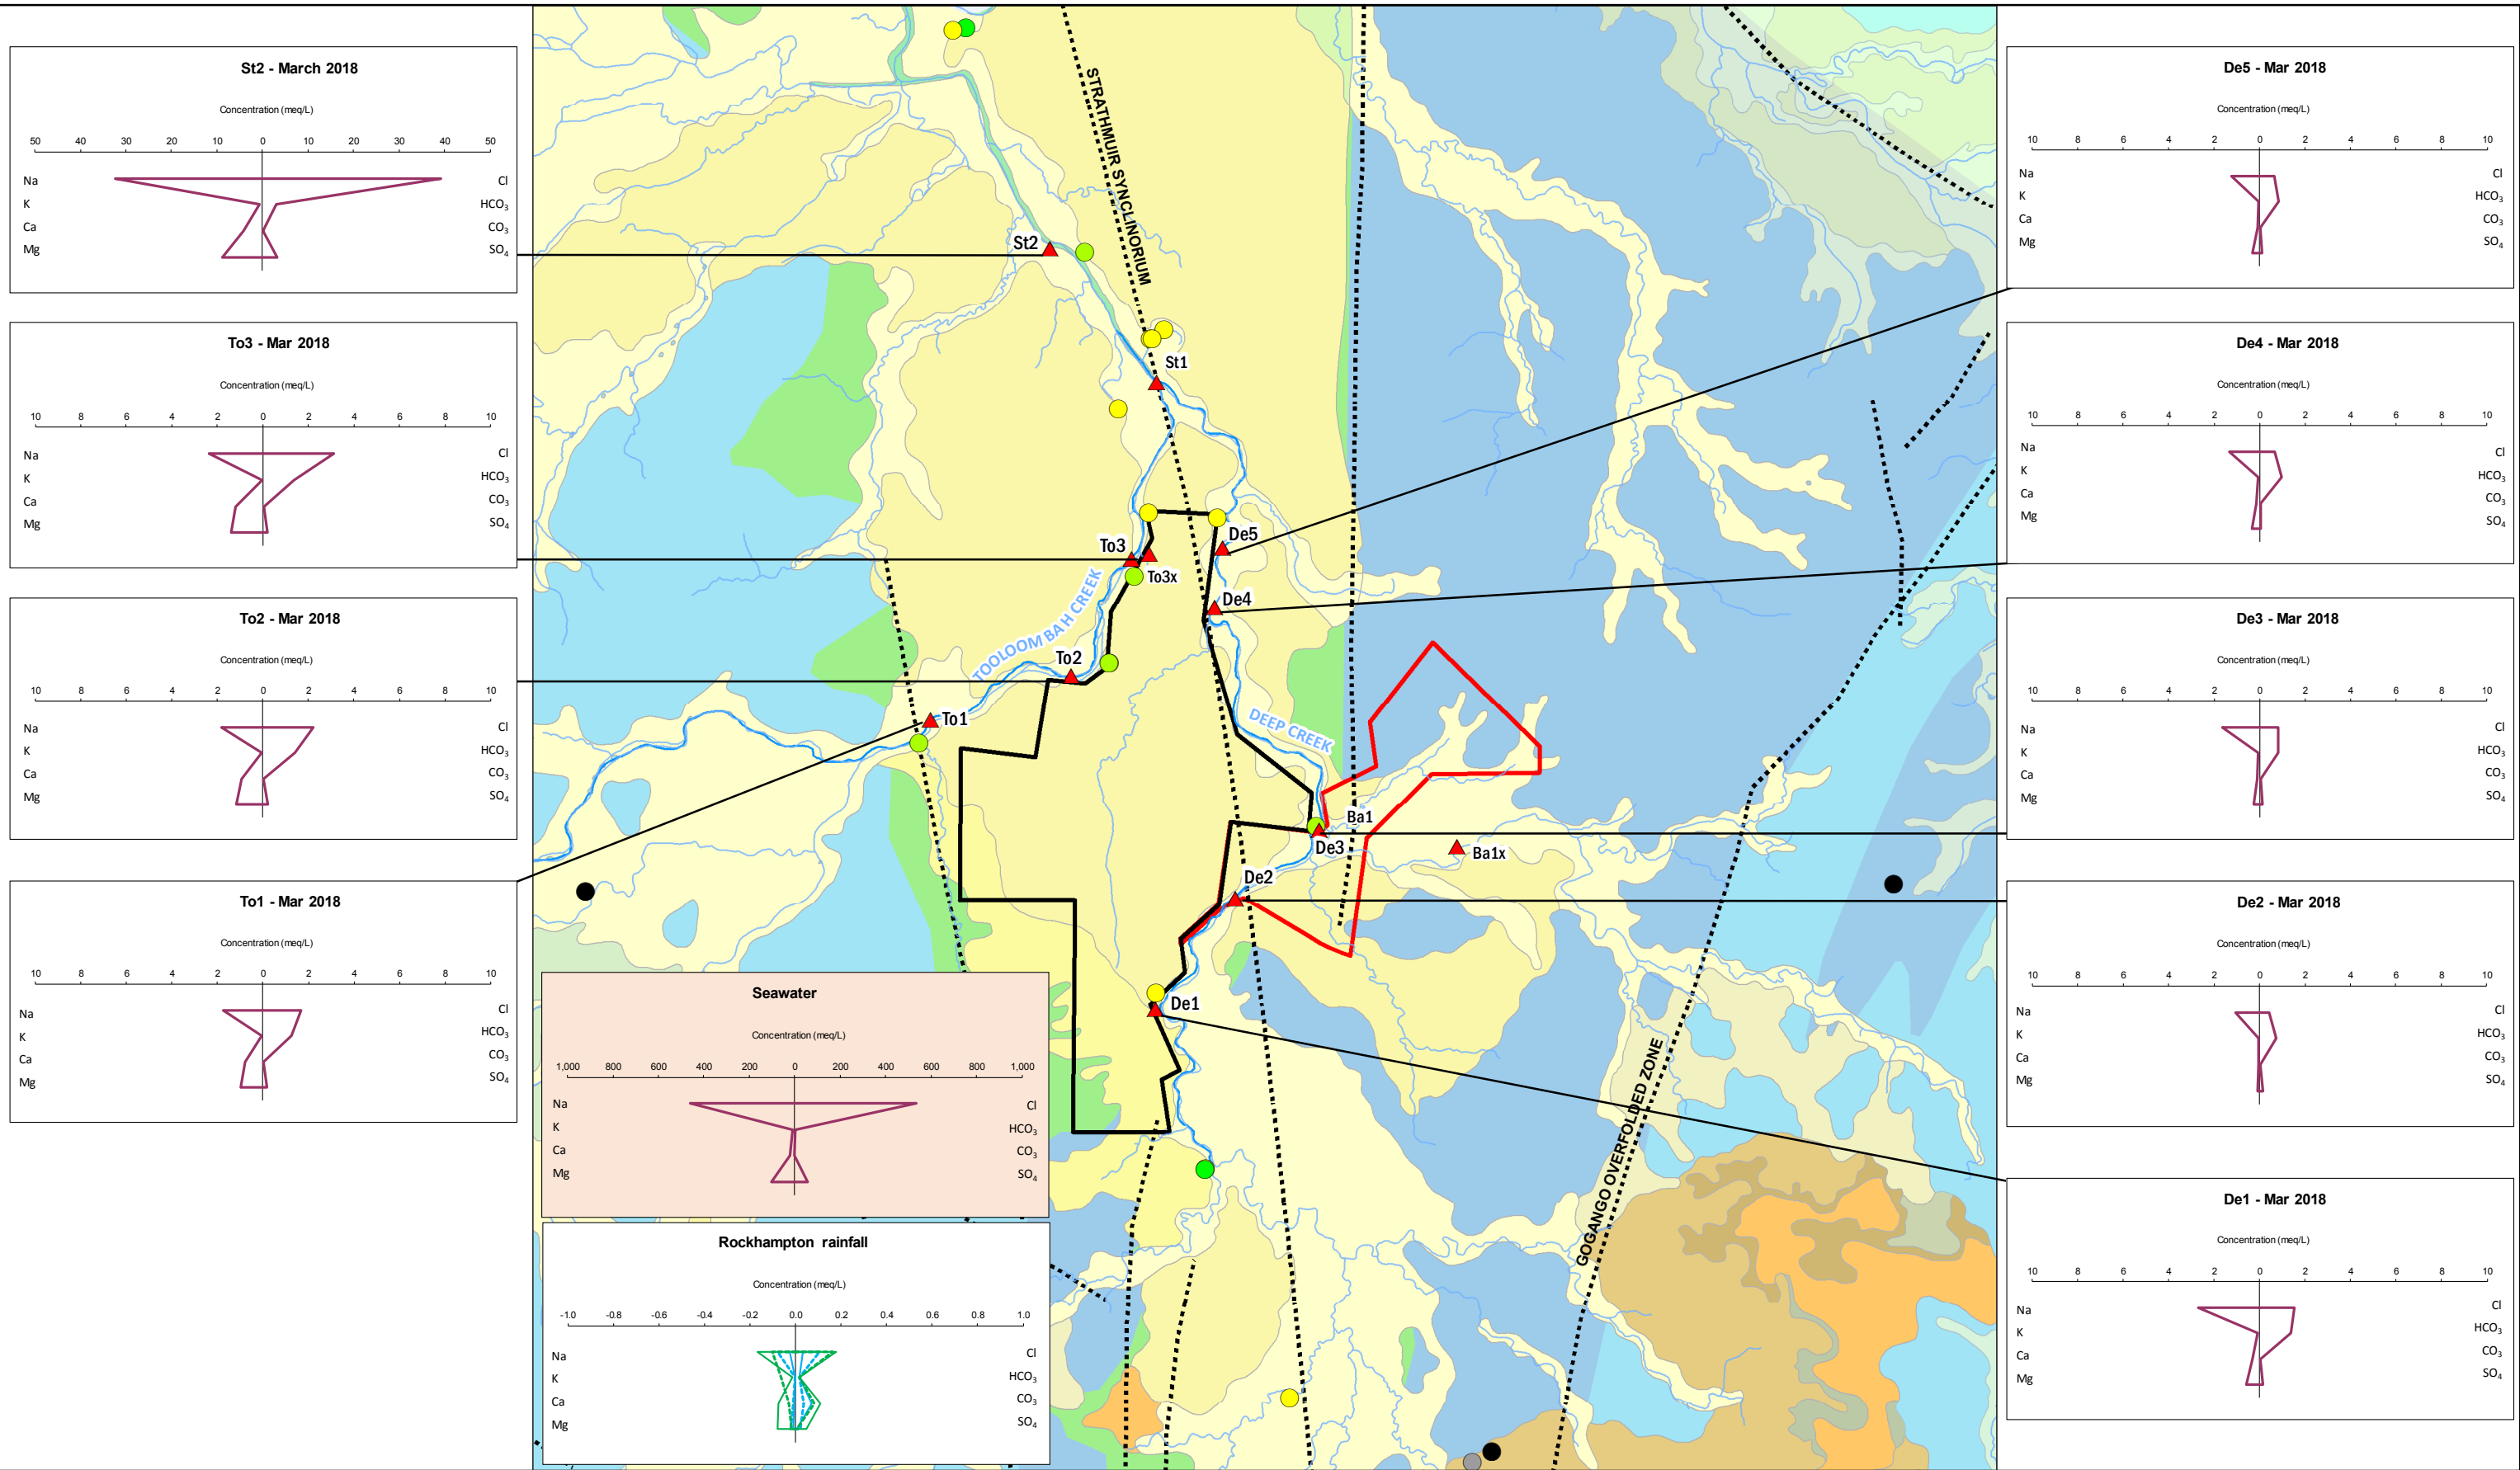 St2 - March 2018
Concentration (meq/L)
50 40 30 20 10 0 10 20 30 40 50
Na Cl
K HCO3
Ca CO3
Mg SO4
To3 - Mar 2018
Concentration (meq/L)
10 8 6 4 2 0 2 4 6 8 10
Na Cl
K HCO3
Ca CO3
Mg SO4
To2 - Mar 2018
Concentration (meq/L)
10 8 6 4 2 0 2 4 6 8 10
Na Cl
K HCO3
Ca CO3
Mg SO4
To1 - Mar 2018
Concentration (meq/L)
10 8 6 4 2 0 2 4 6 8 10
Na Cl
K HCO3
Ca CO3
Mg SO4
STRATHMUIR SYNCLINORIUM
St2
St1
To3
To3x
De5
De4
TOOLOOM BAH CREEK
To2
To1
DEEP CREEK
Ba1
De3
Ba1x
De2
De1
GOGANGO OVERFOLDED ZONE
Seawater
Concentration (meq/L)
1,000 800 600 400 200 0 200 400 600 800 1,000
Na Cl
K HCO3
Ca CO3
Mg SO4
Rockhampton rainfall
Concentration (meq/L)
-1.0 -0.8 -0.6 -0.4 -0.2 0.0 0.2 0.4 0.6 0.8 1.0
Na Cl
K HCO3
Ca CO3
Mg SO4
De5 - Mar 2018
Concentration (meq/L)
10 8 6 4 2 0 2 4 6 8 10
Na Cl
K HCO3
Ca CO3
Mg SO4
De4 - Mar 2018
Concentration (meq/L)
10 8 6 4 2 0 2 4 6 8 10
Na Cl
K HCO3
Ca CO3
Mg SO4
De3 - Mar 2018
Concentration (meq/L)
10 8 6 4 2 0 2 4 6 8 10
Na Cl
K HCO3
Ca CO3
Mg SO4
De2 - Mar 2018
Concentration (meq/L)
10 8 6 4 2 0 2 4 6 8 10
Na Cl
K HCO3
Ca CO3
Mg SO4
De1 - Mar 2018
Concentration (meq/L)
10 8 6 4 2 0 2 4 6 8 10
Na Cl
K HCO3
Ca CO3
Mg SO4